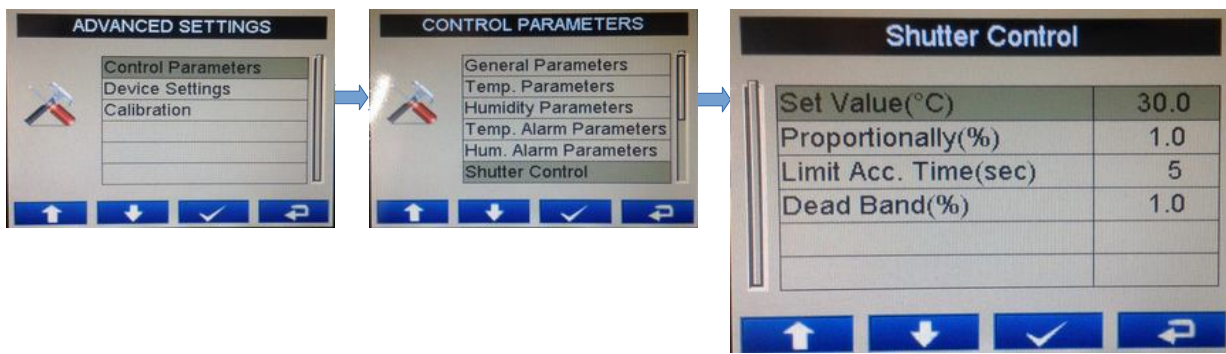 ADVANCED SETTINGS
Control Parameters
Device Settings
Calibration
CONTROL PARAMETERS
General Parameters
Temp. Parameters
Humidity Parameters
Temp. Alarm Parameters
Hum. Alarm Parameters
Shutter Control
Shutter Control
Set Value(°C) 30.0
Proportionally(%) 1.0
Limit Acc. Time(sec) 5
Dead Band(%) 1.0